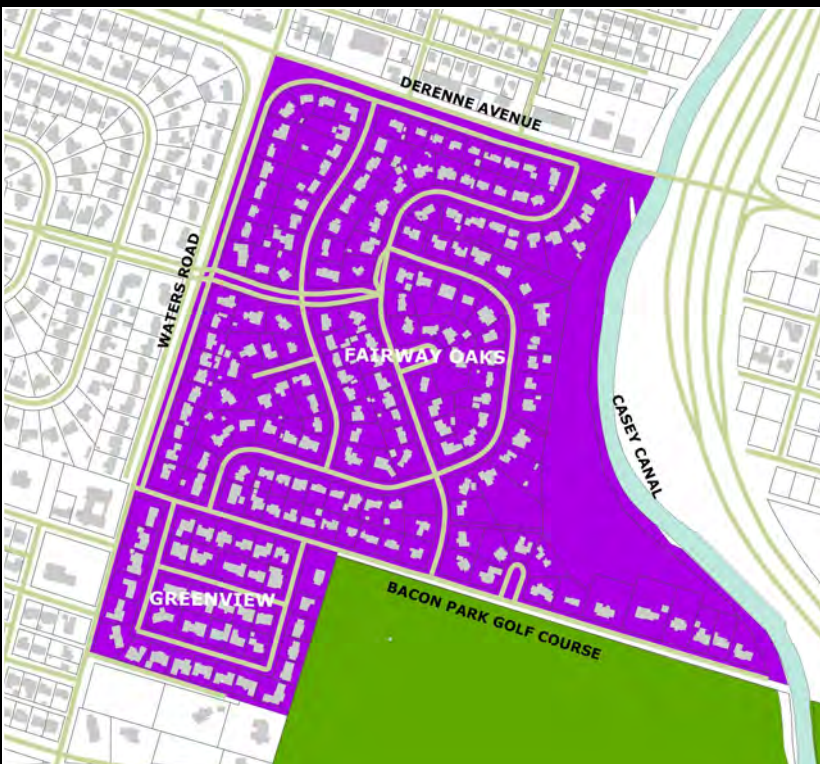 DERENNE AVENUE
WATERS ROAD
FAIRWAY OAKS
CASEY CANAL
GREENVIEW
BACON PARK GOLF COURSE